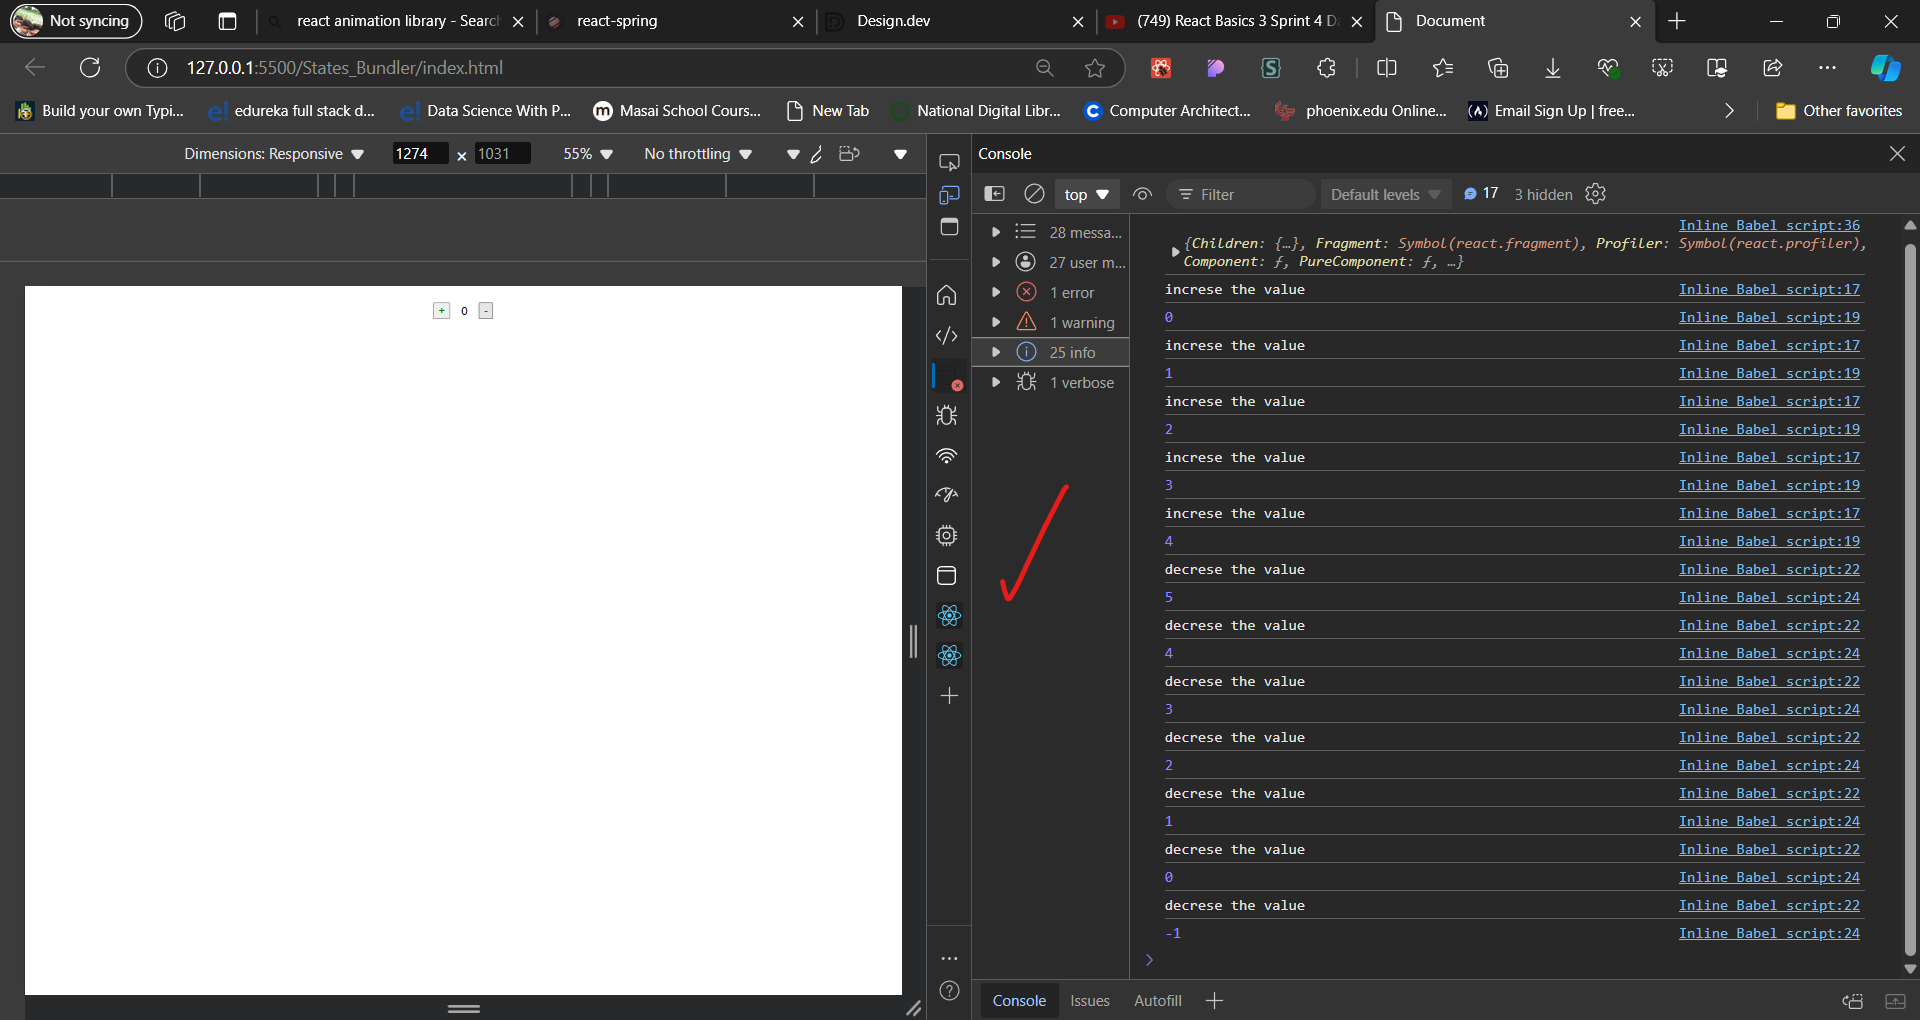 Not syncing
react animation library - Searc
react-spring
Design.dev
(749) React Basics 3 Sprint 4 D
Document
127.0.0.1:5500/States_Bundler/index.html
Build your own Typi...
edureka full stack d...
Data Science With P...
Masai School Cours...
New Tab
National Digital Libr...
Computer Architect...
phoenix.edu Online...
Email Sign Up | free...
Other favorites
Dimensions: Responsive
1274 × 1031
55%
No throttling
+ 0 -
Console
top
Filter
Default levels
17
3 hidden
28 messa...
27 user m...
1 error
1 warning
25 info
1 verbose
Inline Babel script:36
{Children: {…}, Fragment: Symbol(react.fragment), Profiler: Symbol(react.profiler),
Component: ƒ, PureComponent: ƒ, …}
increse the value Inline Babel script:17
0 Inline Babel script:19
increse the value Inline Babel script:17
1 Inline Babel script:19
increse the value Inline Babel script:17
2 Inline Babel script:19
increse the value Inline Babel script:17
3 Inline Babel script:19
increse the value Inline Babel script:17
4 Inline Babel script:19
decrese the value Inline Babel script:22
5 Inline Babel script:24
decrese the value Inline Babel script:22
4 Inline Babel script:24
decrese the value Inline Babel script:22
3 Inline Babel script:24
decrese the value Inline Babel script:22
2 Inline Babel script:24
decrese the value Inline Babel script:22
1 Inline Babel script:24
decrese the value Inline Babel script:22
0 Inline Babel script:24
decrese the value Inline Babel script:22
-1 Inline Babel script:24
Console
Issues
Autofill